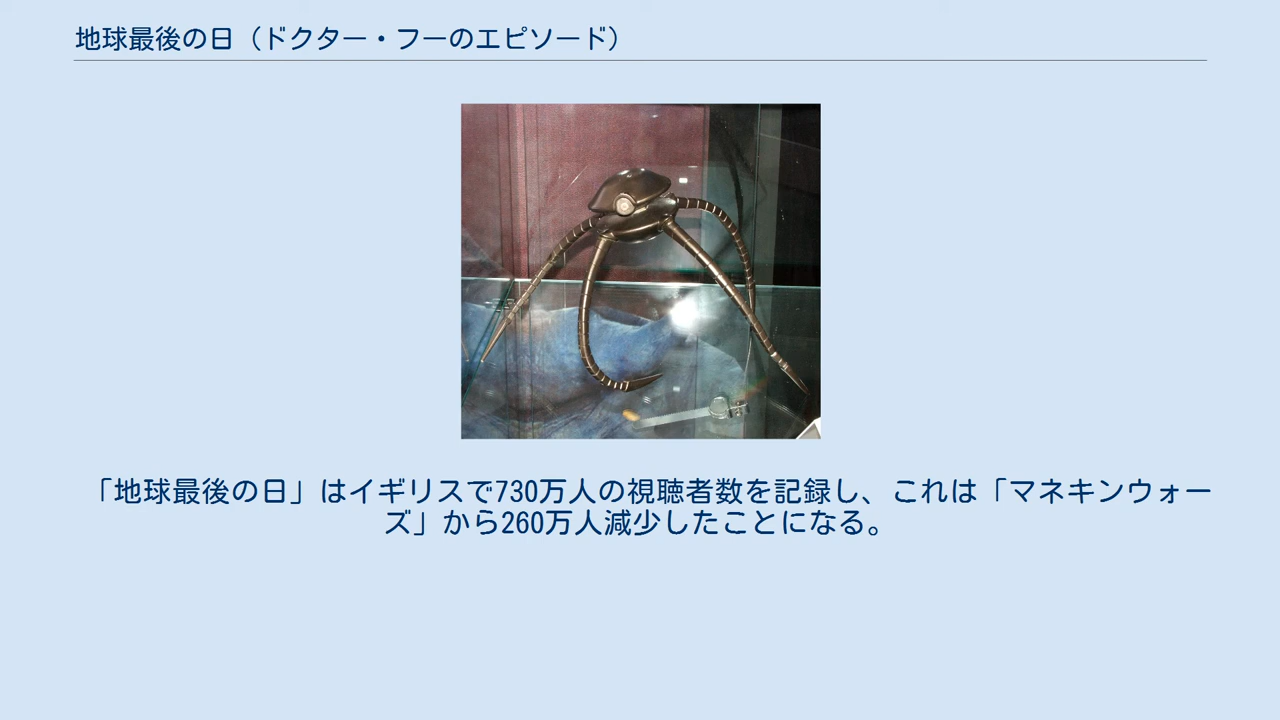 地球最後の日（ドクター・フーのエピソード）
「地球最後の日」はイギリスで730万人の視聴者数を記録し、これは「マネキンウォー
ズ」から260万人減少したことになる。